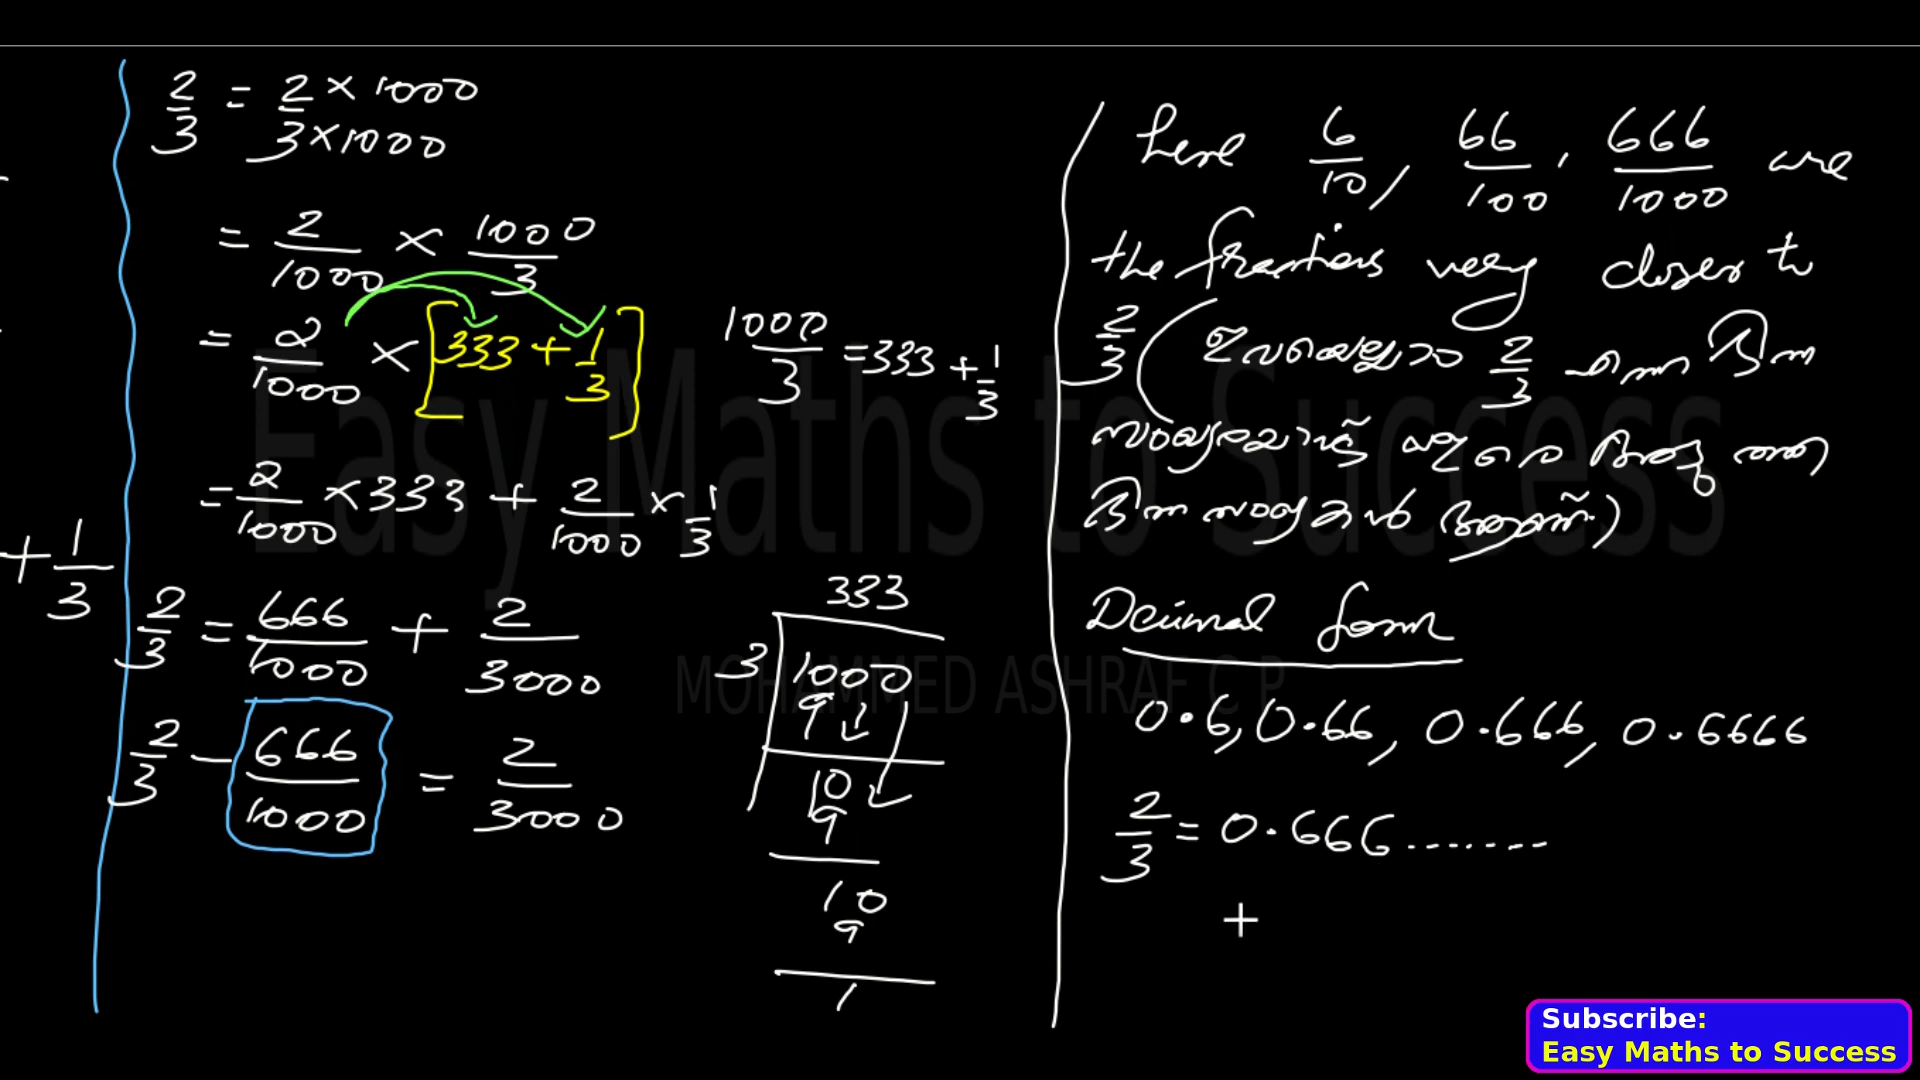 + 1/3
2/3 = 2 × 1000 / 3 × 1000
= 2/1000 × 1000/3
= 2/1000 × [333 + 1/3]
1000/3 = 333 + 1/3
= 2/1000 × 333 + 2/1000 × 1/3
2/3 = 666/1000 + 2/3000
2/3 − 666/1000 = 2/3000
333
3 1000
9
10
9
10
9
1
here 6/10, 66/100, 666/1000 are
the fractions very closer to
2/3 ( 2/3 എന്ന ഭിന്ന
ഭിന്ന
Decimal form
0.6, 0.66, 0.666, 0.6666
2/3 = 0.666.......
Easy Maths to Success
MOHAMMED ASHRAF C P
Subscribe:
Easy Maths to Success